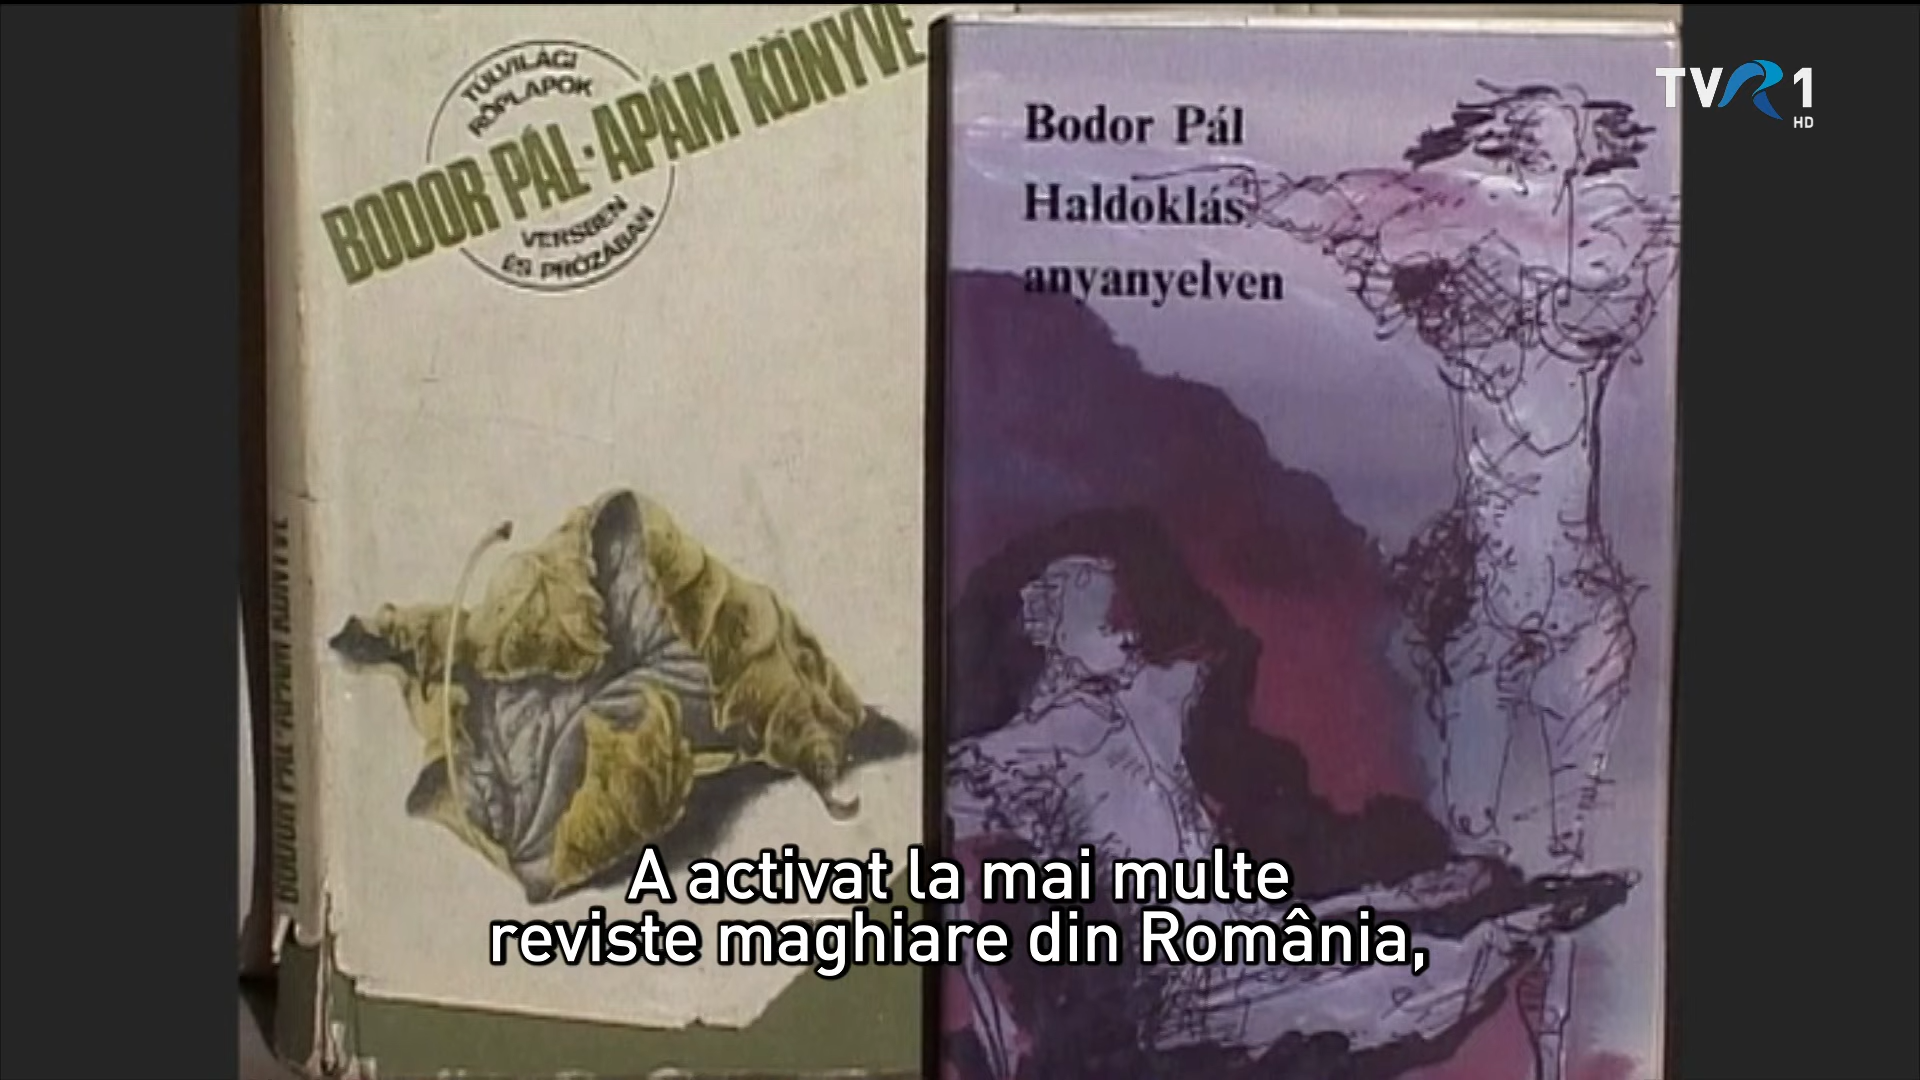 TÚLVILÁGI
RÖPLAPOK
BODOR PÁL · APÁM KÖNYVE
VERSBEN
ÉS PRÓZÁBAN
BODOR PÁL · APÁM KÖNYVE
Bodor Pál
Haldoklás
anyanyelven
TVR1
HD
A activat la mai multe
reviste maghiare din România,